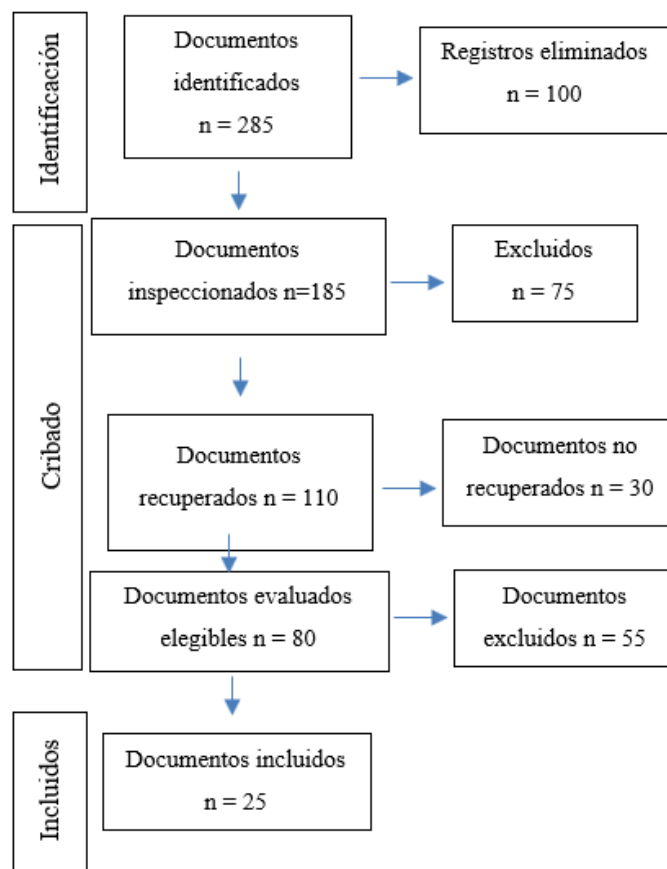 Identificación
Documentos
identificados
n = 285
Registros eliminados
n = 100
Cribado
Documentos
inspeccionados n=185
Excluidos
n = 75
Documentos
recuperados n = 110
Documentos no
recuperados n = 30
Documentos evaluados
elegibles n = 80
Documentos
excluidos n = 55
Incluidos
Documentos incluidos
n = 25